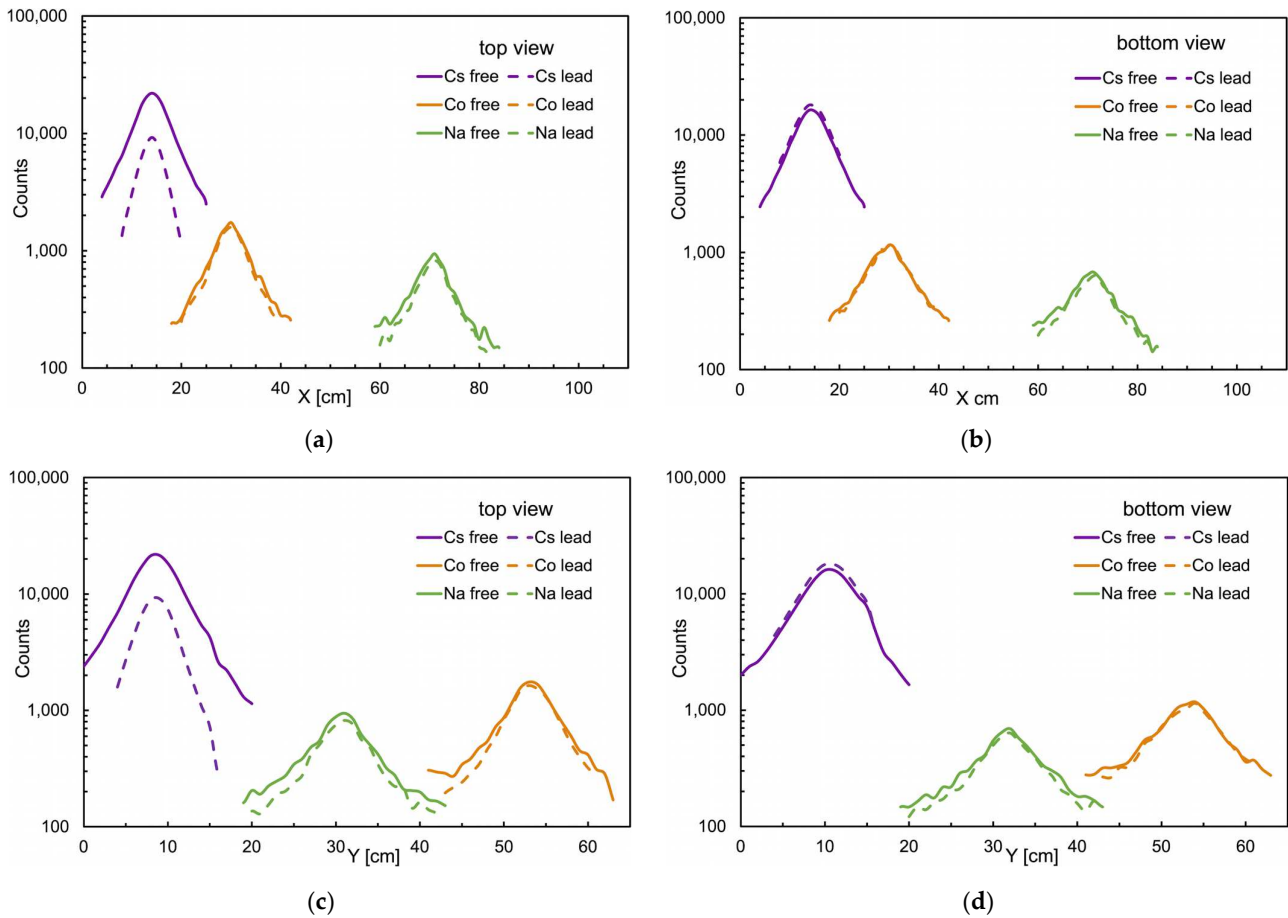 100,000
10,000
1,000
100
Counts
top view
Cs free Cs lead
Co free Co lead
Na free Na lead
0 20 40 60 80 100
X [cm]
(a)
100,000
10,000
1,000
100
Counts
bottom view
Cs free Cs lead
Co free Co lead
Na free Na lead
0 20 40 60 80 100
X cm
(b)
100,000
10,000
1,000
100
Counts
top view
Cs free Cs lead
Co free Co lead
Na free Na lead
0 10 20 30 40 50 60
Y [cm]
(c)
100,000
10,000
1,000
100
Counts
bottom view
Cs free Cs lead
Co free Co lead
Na free Na lead
0 10 20 30 40 50 60
Y [cm]
(d)